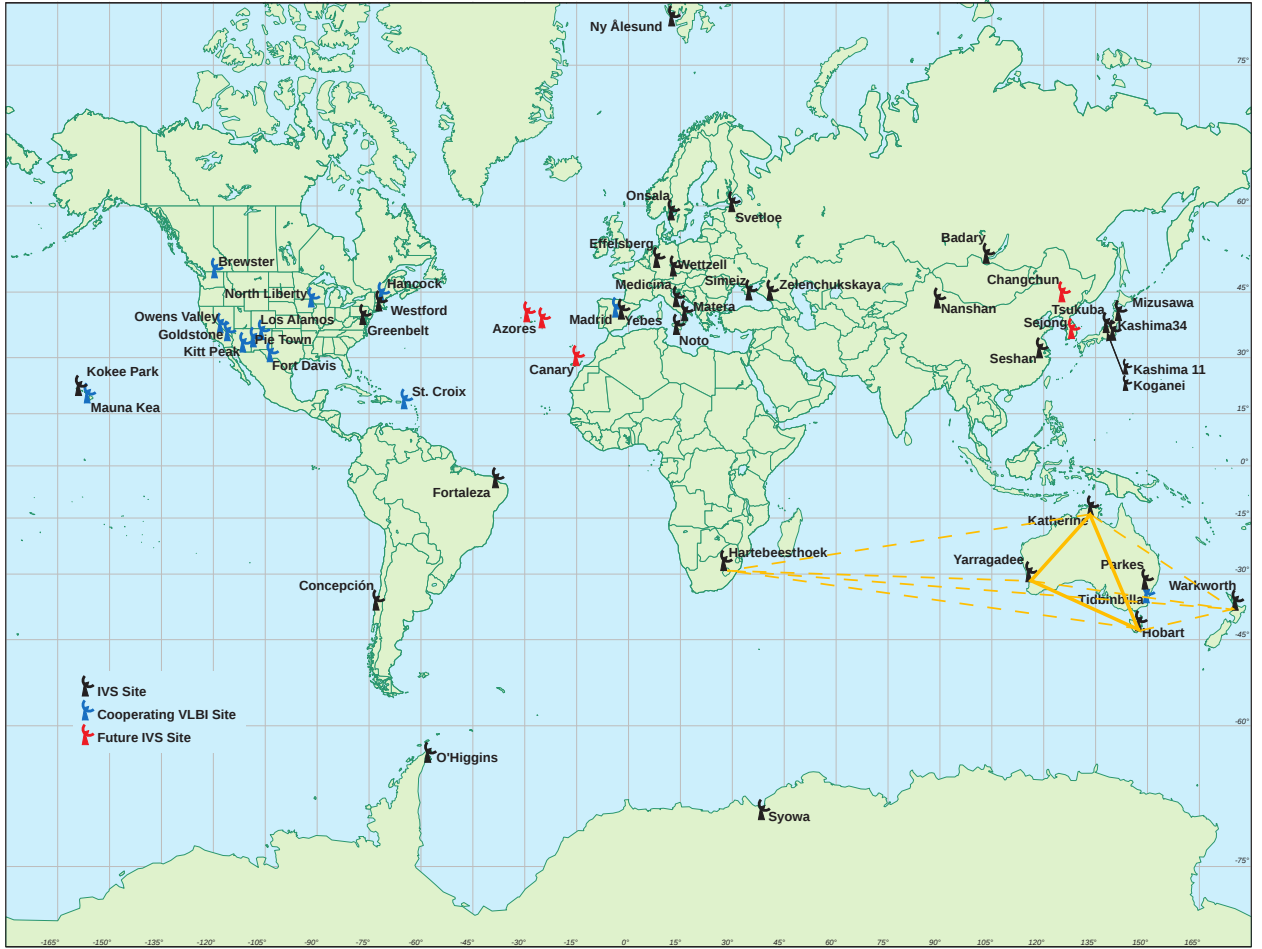 Ny Ålesund
75°
Onsala
60°
Svetloe
Effelsberg
Badary
Brewster
Wettzell
Hancock
Medicina
Simeiz
Zelenchukskaya
Changchun
North Liberty
45°
Westford
Nanshan
Mizusawa
Owens Valley
Los Alamos
Azores
Madrid
Yebes
Matera
Tsukuba
Sejong
Kashima34
Goldstone
Greenbelt
Pie Town
Noto
Kitt Peak
Seshan
30°
Fort Davis
Canary
Kokee Park
Kashima 11
Koganei
Mauna Kea
St. Croix
15°
0°
Fortaleza
-15°
Katherine
Hartebeesthoek
Yarragadee
Parkes
-30°
Concepción
Warkworth
Tidbinbilla
Hobart
-45°
IVS Site
Cooperating VLBI Site
Future IVS Site
-60°
O'Higgins
Syowa
-75°
-165° -150° -135° -120° -105° -90° -75° -60° -45° -30° -15° 0° 15° 30° 45° 60° 75° 90° 105° 120° 135° 150° 165°